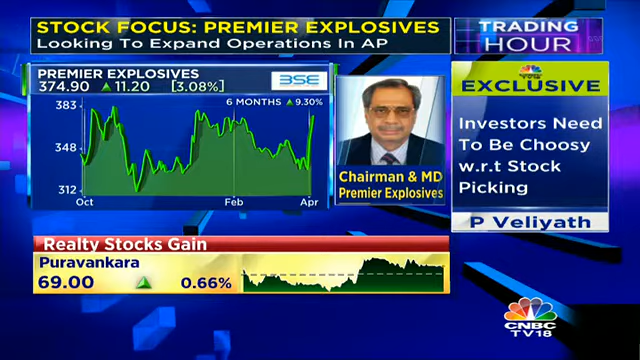 STOCK FOCUS: PREMIER EXPLOSIVES
Looking To Expand Operations In AP
TRADING
HOUR
PREMIER EXPLOSIVES
374.90 ▲ 11.20 [3.08%]
BSE
6 MONTHS ▲ 9.30%
383
348
312
Oct
Feb
Apr
Chairman & MD
Premier Explosives
EXCLUSIVE
Investors Need
To Be Choosy
w.r.t Stock
Picking
P Veliyath
Realty Stocks Gain
Puravankara
69.00 ▲ 0.66%
CNBC
TV18